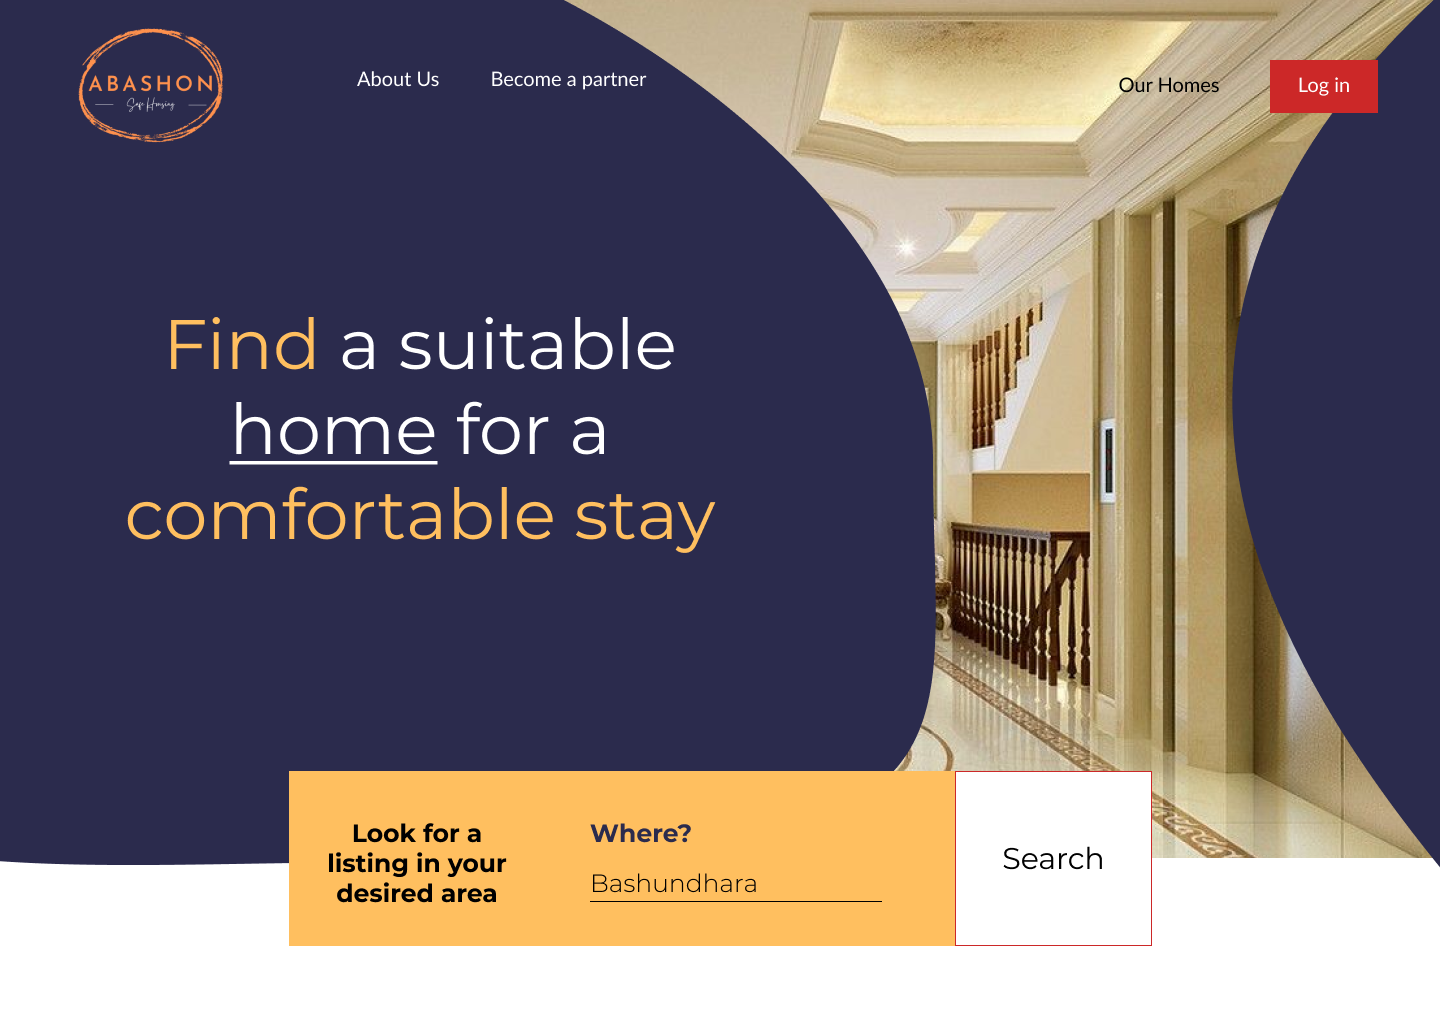 ABASHON
Safe Housing
About Us
Become a partner
Our Homes
Log in
Find a suitable
home for a
comfortable stay
Look for a
listing in your
desired area
Where?
Bashundhara
Search